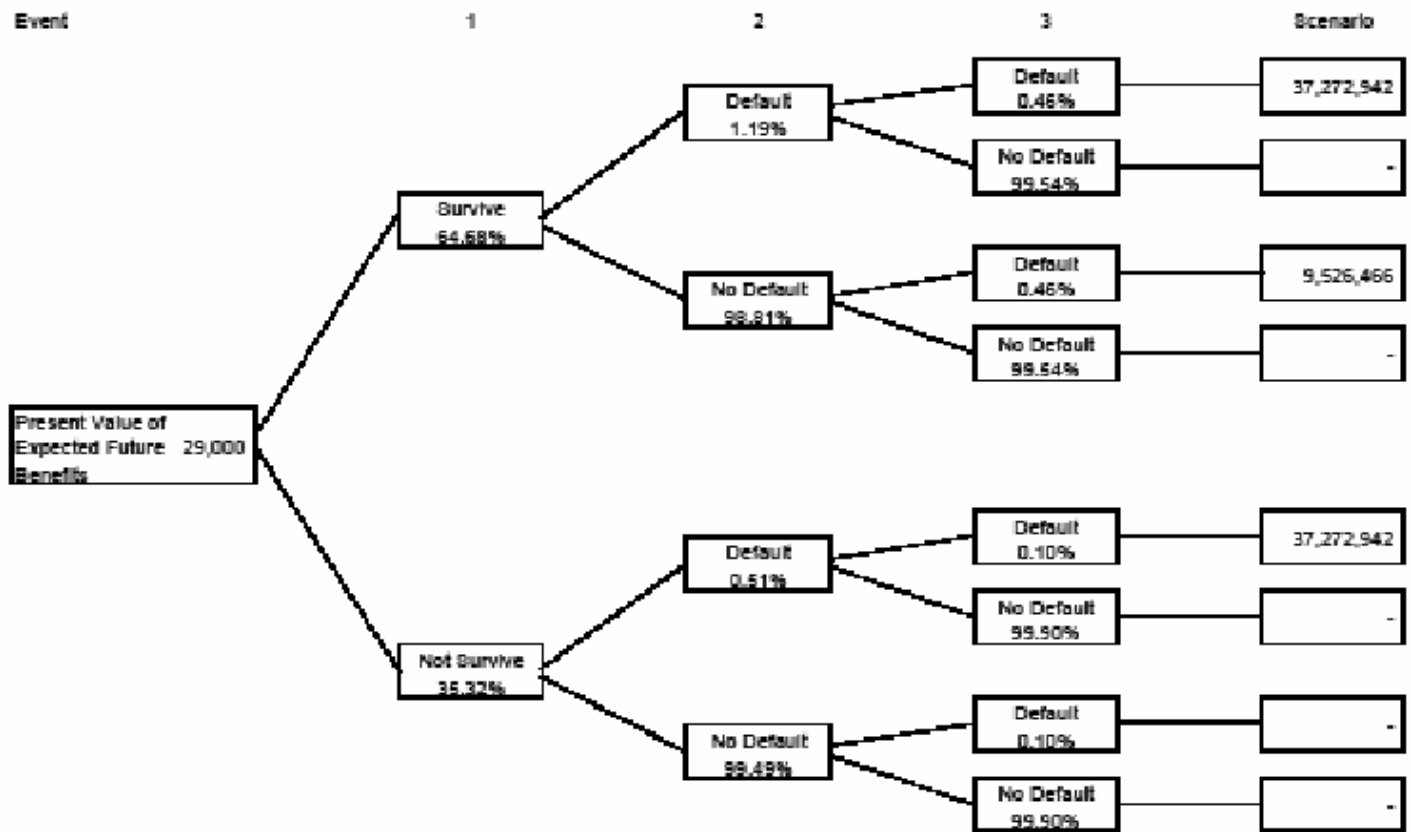 Event 1 2 3 Scenario
Default
0.46%
37,272,942
Default
1.19%
No Default
99.54%
-
Survive
64.68%
Default
0.46%
9,526,466
No Default
98.81%
No Default
99.54%
-
Present Value of
Expected Future 29,000
Benefits
Default
0.10%
37,272,942
Default
0.51%
No Default
99.90%
-
Not Survive
35.32%
Default
0.10%
-
No Default
99.49%
No Default
99.90%
-